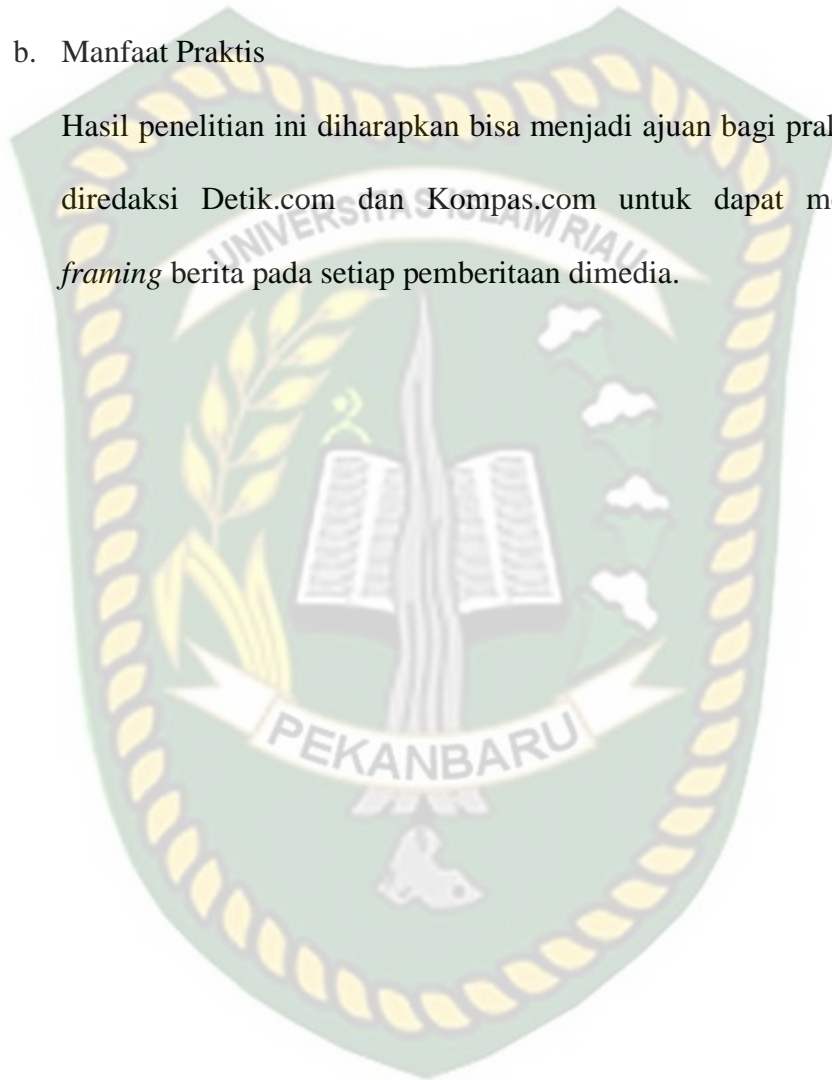 b. Manfaat Praktis
Hasil penelitian ini diharapkan bisa menjadi ajuan bagi
diredaksi Detik.com dan Kompas.com untuk dapat
framing berita pada setiap pemberitaan dimedia.
UNIVERSITAS ISLAM RIAU
PEKANBARU